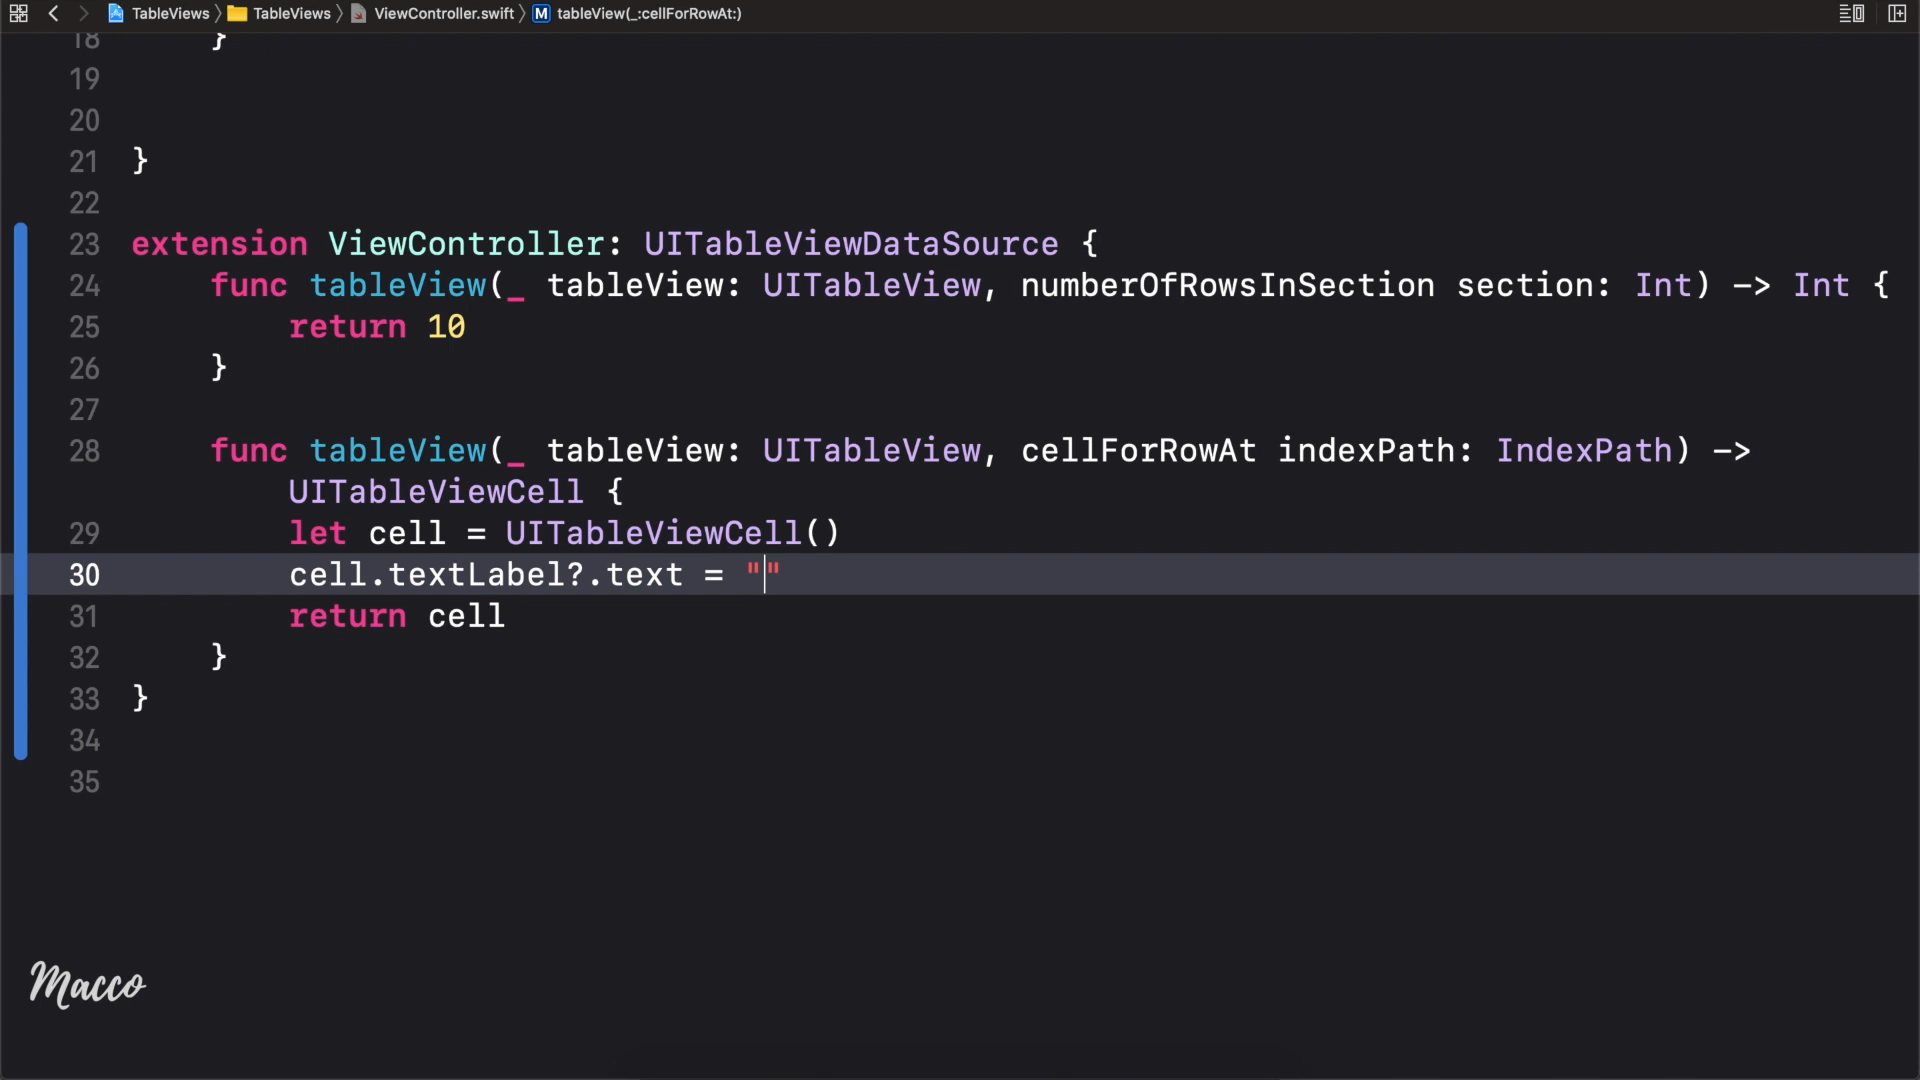 TableViews TableViews ViewController.swift M tableView(_:cellForRowAt:)
18 }
19
20
21 }
22
23 extension ViewController: UITableViewDataSource {
24 func tableView(_ tableView: UITableView, numberOfRowsInSection section: Int) -> Int {
25 return 10
26 }
27
28 func tableView(_ tableView: UITableView, cellForRowAt indexPath: IndexPath) ->
UITableViewCell {
29 let cell = UITableViewCell()
30 cell.textLabel?.text = ""
31 return cell
32 }
33 }
34
35
Macco